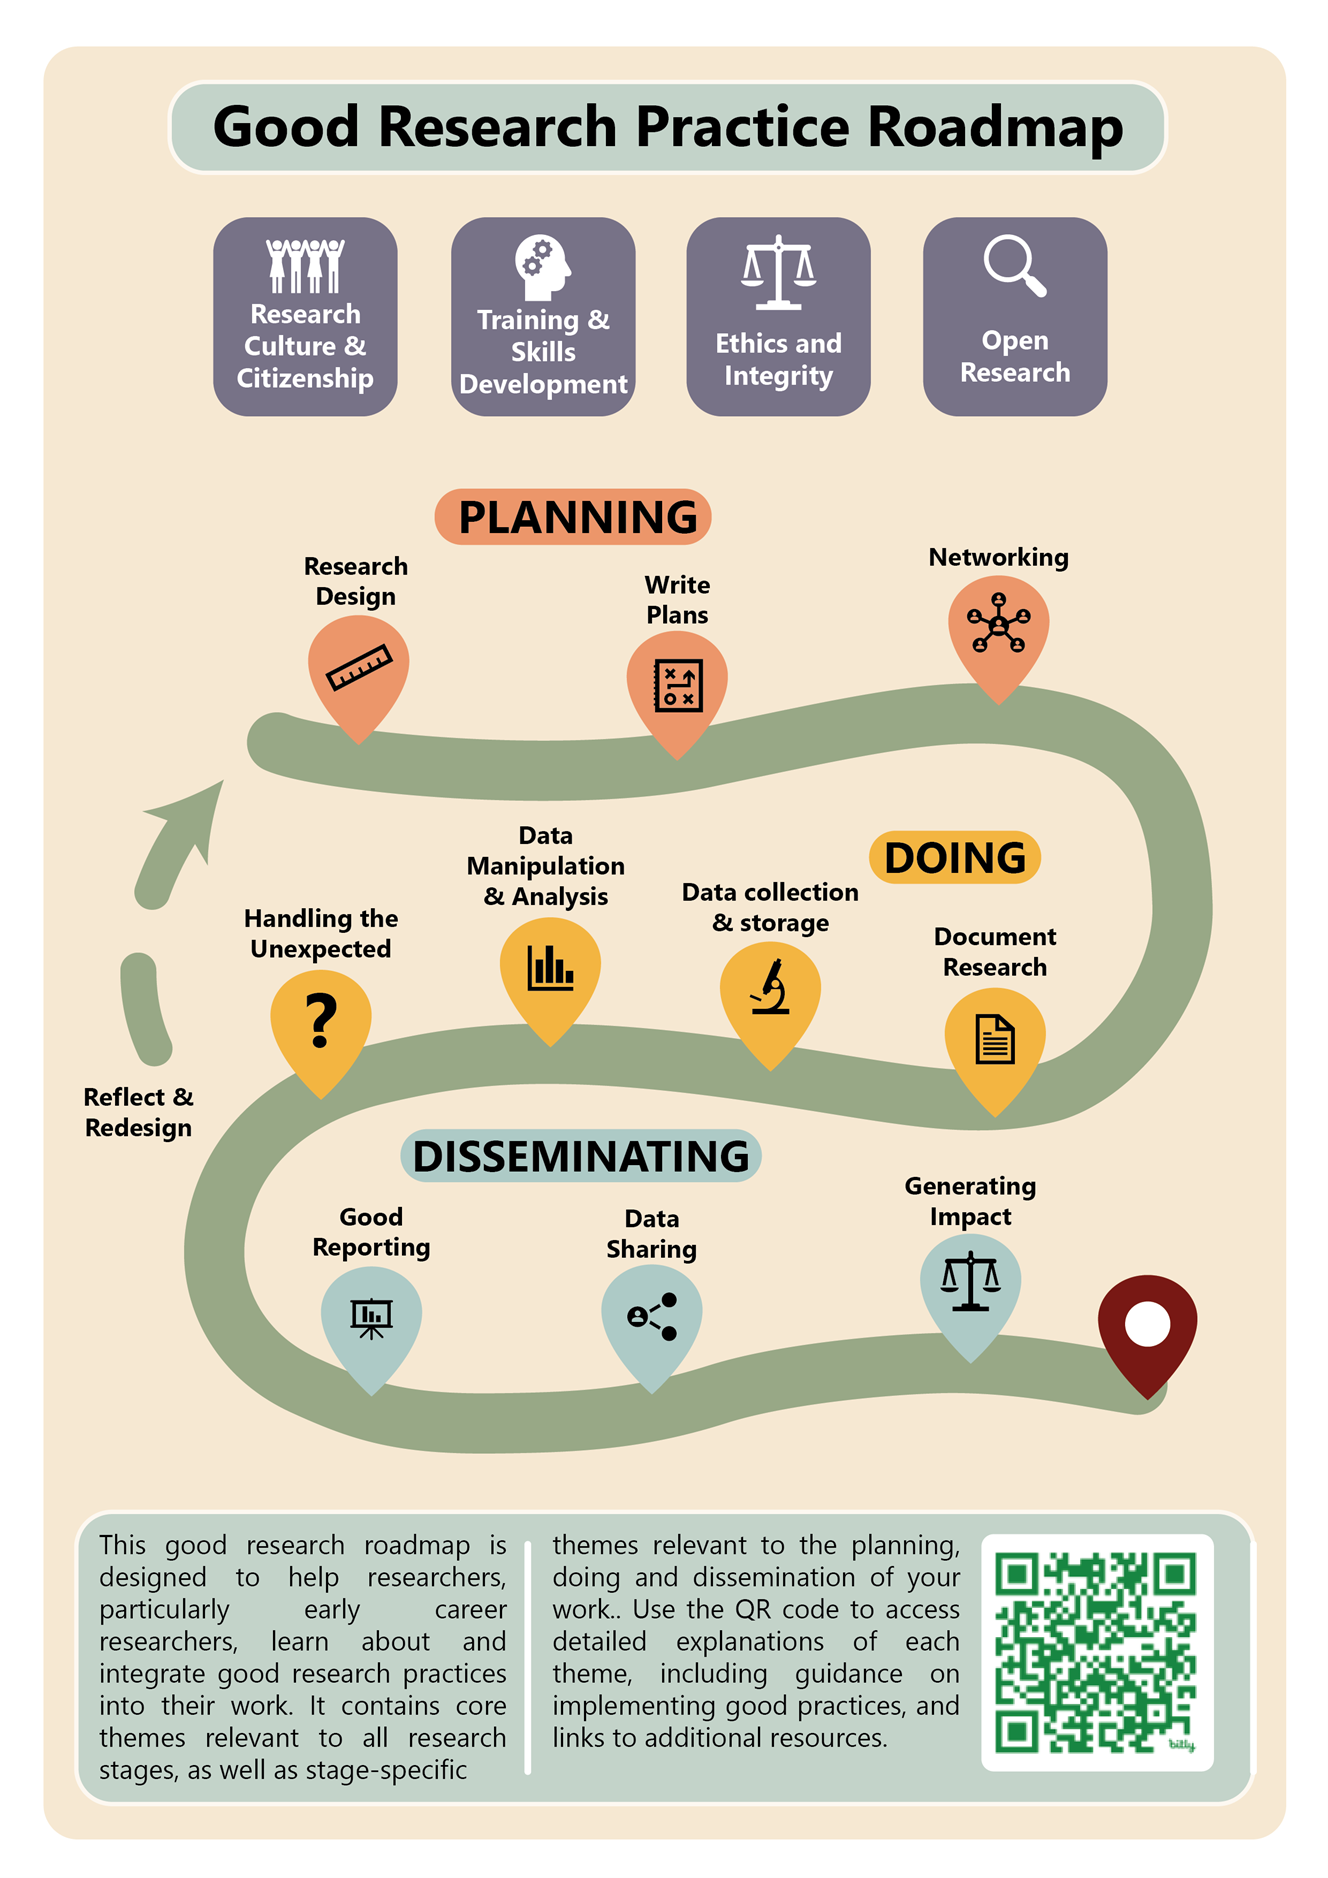 Good Research Practice Roadmap
Research
Culture &
Citizenship
Training &
Skills
Development
Ethics and
Integrity
Open
Research
PLANNING
Research
Design
Write
Plans
Networking
DOING
Document
Research
Data collection
& storage
Data
Manipulation
& Analysis
Handling the
Unexpected
Reflect &
Redesign
DISSEMINATING
Good
Reporting
Data
Sharing
Generating
Impact
This good research roadmap is
designed to help researchers,
particularly early career
researchers, learn about and
integrate good research practices
into their work. It contains core
themes relevant to all research
stages, as well as stage-specific
themes relevant to the planning,
doing and dissemination of your
work.. Use the QR code to access
detailed explanations of each
theme, including guidance on
implementing good practices, and
links to additional resources.
bitly